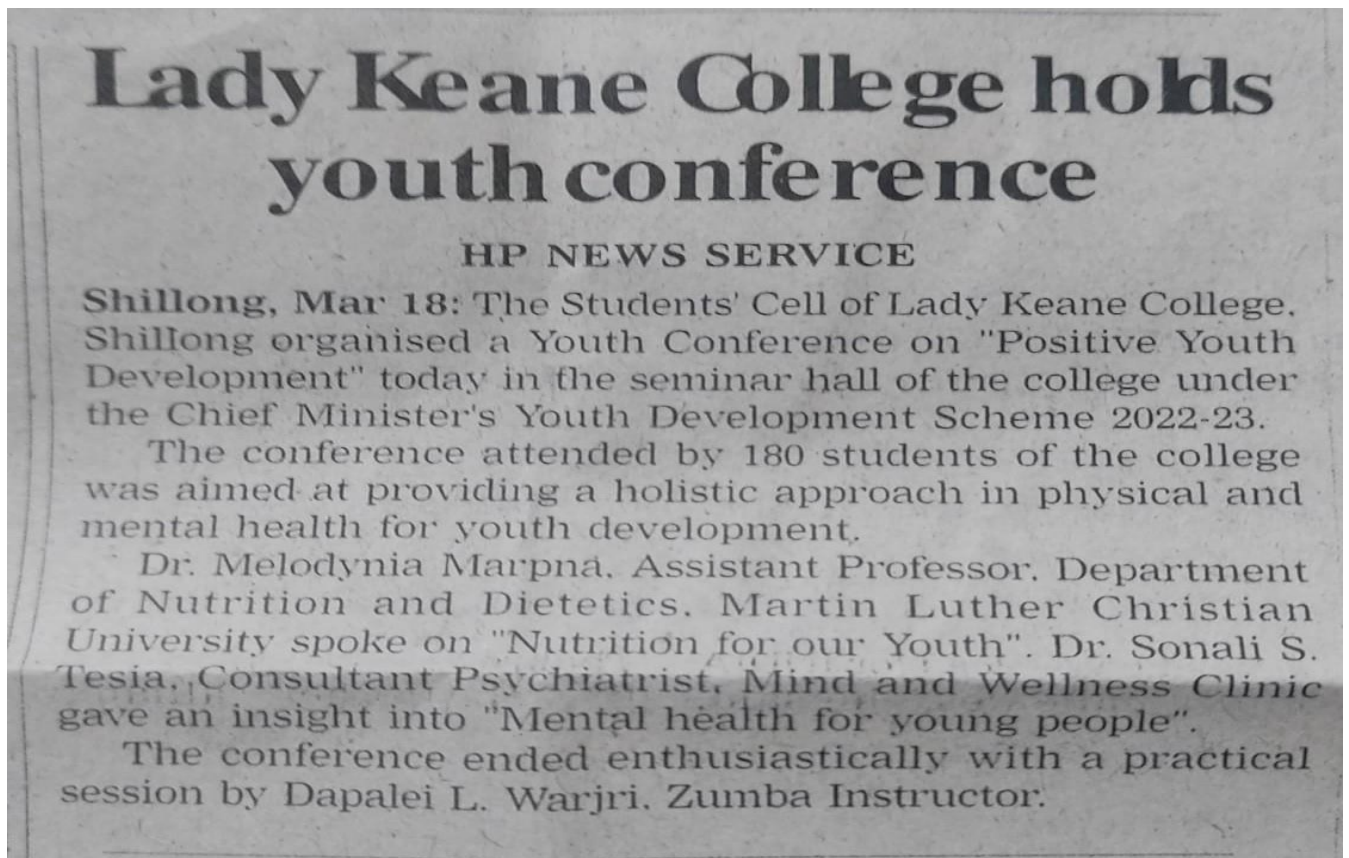 Lady Keane College holds
youth conference
HP NEWS SERVICE
Shillong, Mar 18: The Students' Cell of Lady Keane College,
Shillong organised a Youth Conference on "Positive Youth
Development" today in the seminar hall of the college under
the Chief Minister's Youth Development Scheme 2022-23.
The conference attended by 180 students of the college
was aimed at providing a holistic approach in physical and
mental health for youth development.
Dr. Melodynia Marpna, Assistant Professor, Department
of Nutrition and Dietetics, Martin Luther Christian
University spoke on "Nutrition for our Youth". Dr. Sonali S.
Tesia, Consultant Psychiatrist, Mind and Wellness Clinic
gave an insight into "Mental health for young people".
The conference ended enthusiastically with a practical
session by Dapalei L. Warjri, Zumba Instructor.